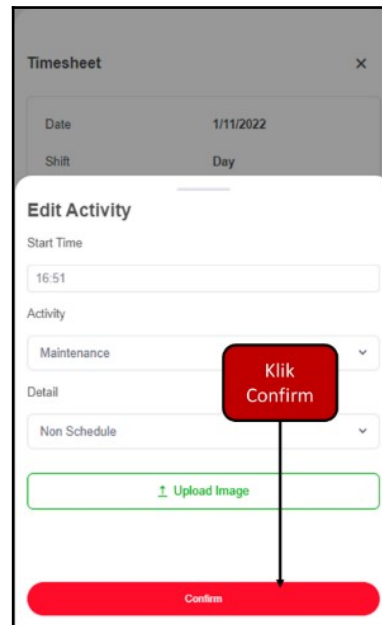 Timesheet ×
Date 1/11/2022
Shift Day
Edit Activity
Start Time
16:51
Activity
Maintenance
Klik
Confirm
Detail
Non Schedule
Upload Image
Confirm